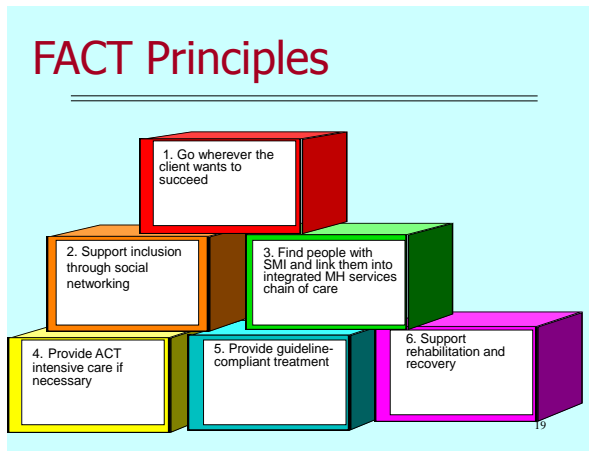 FACT Principles
1. Go wherever the
client wants to
succeed
2. Support inclusion
through social
networking
3. Find people with
SMI and link them into
integrated MH services
chain of care
4. Provide ACT
intensive care if
necessary
5. Provide guideline-
compliant treatment
6. Support
rehabilitation and
recovery
19